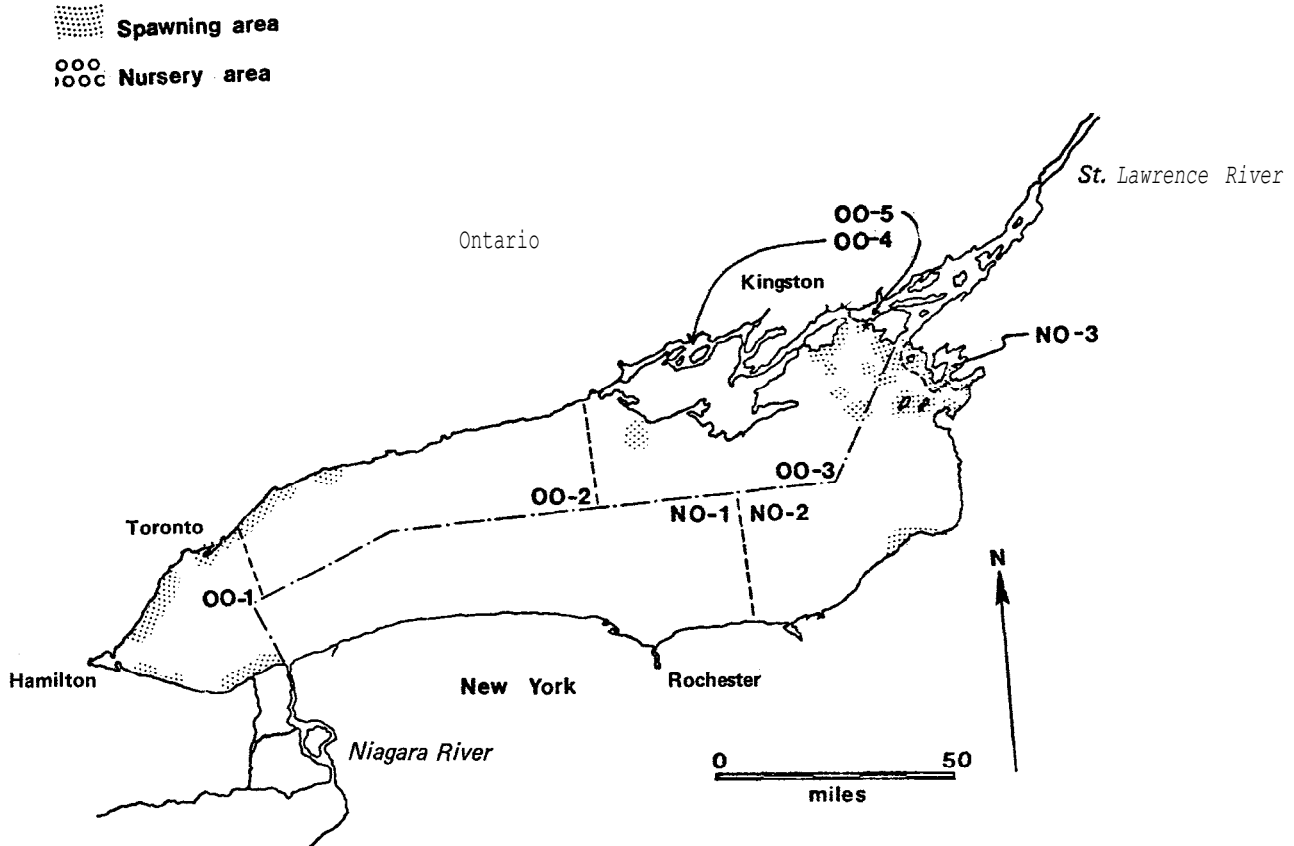 Spawning area
Nursery area
St. Lawrence River
OO-5
OO-4
Ontario
Kingston
NO-3
OO-3
OO-2
NO-1
NO-2
Toronto
N
OO-1
Hamilton
New York
Rochester
Niagara River
0 50
miles